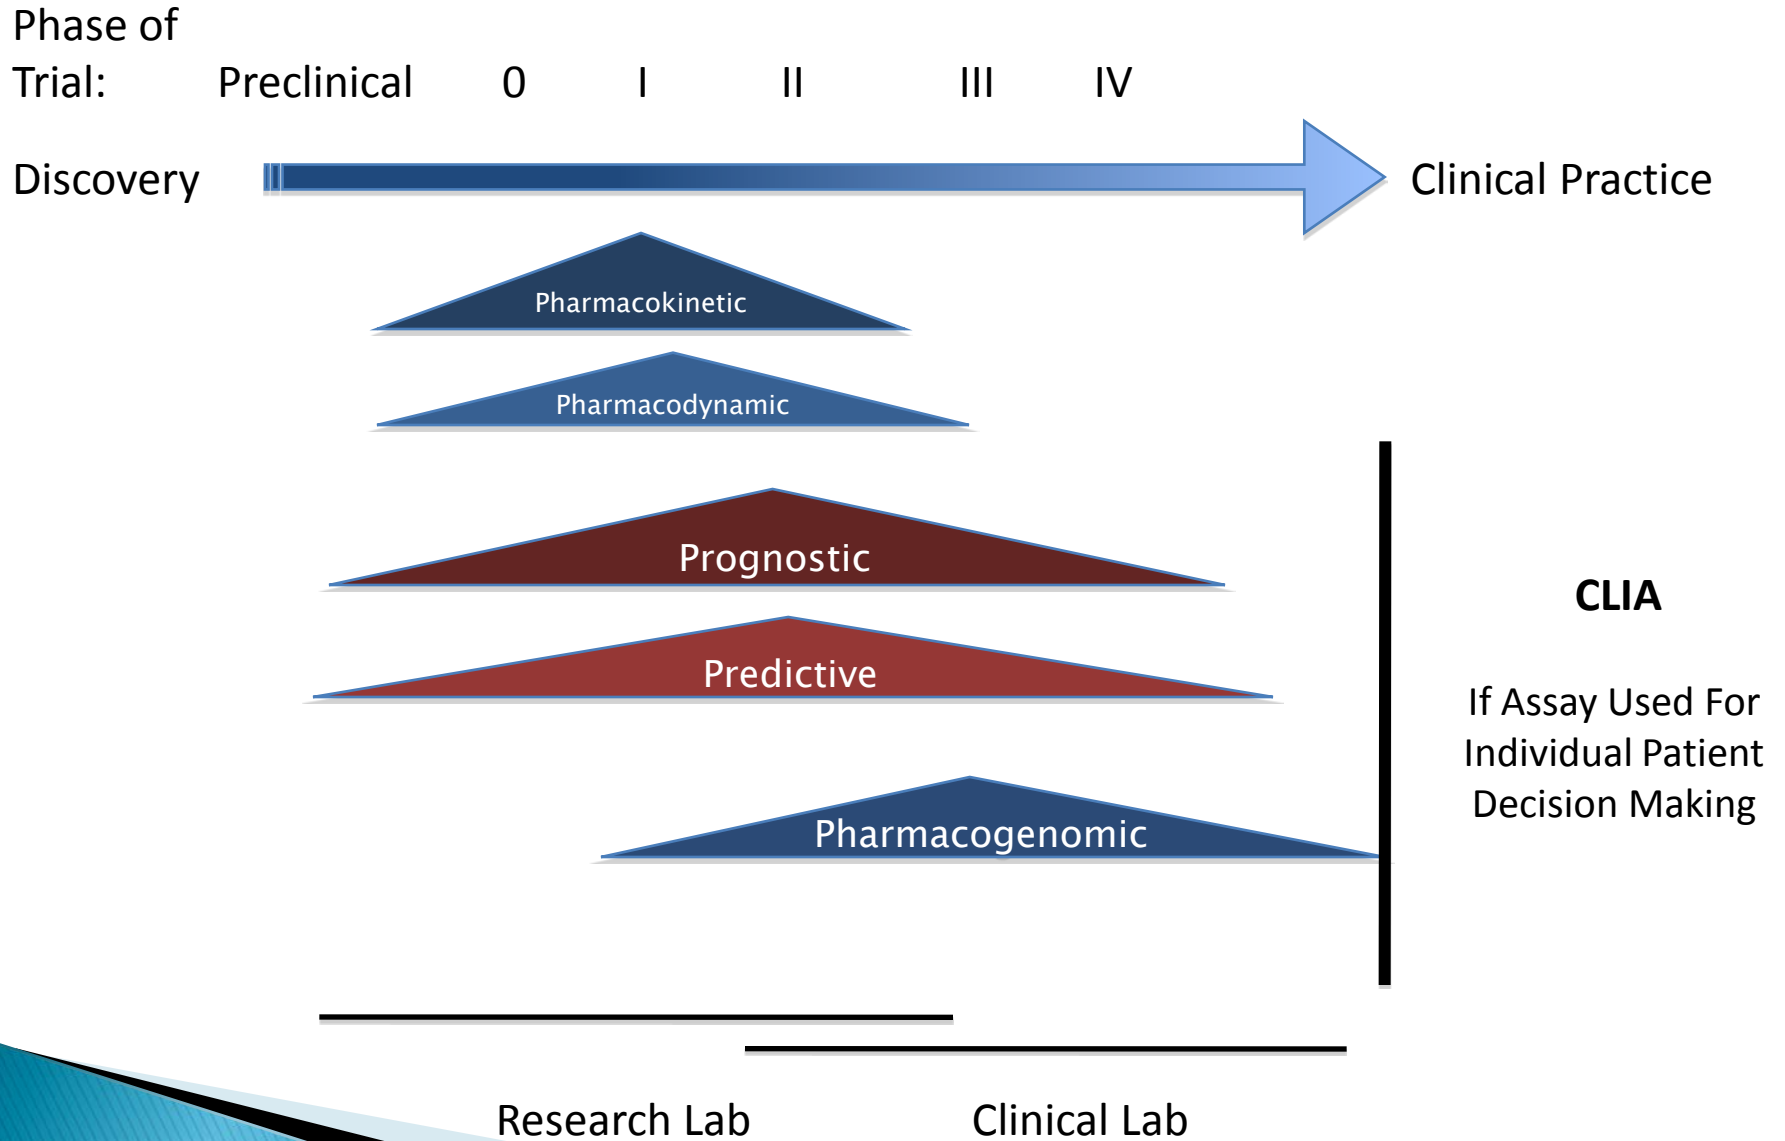 Phase of
Trial: Preclinical 0 I II III IV
Discovery Clinical Practice
Pharmacokinetic
Pharmacodynamic
Prognostic
Predictive
Pharmacogenomic
CLIA
If Assay Used For
Individual Patient
Decision Making
Research Lab Clinical Lab